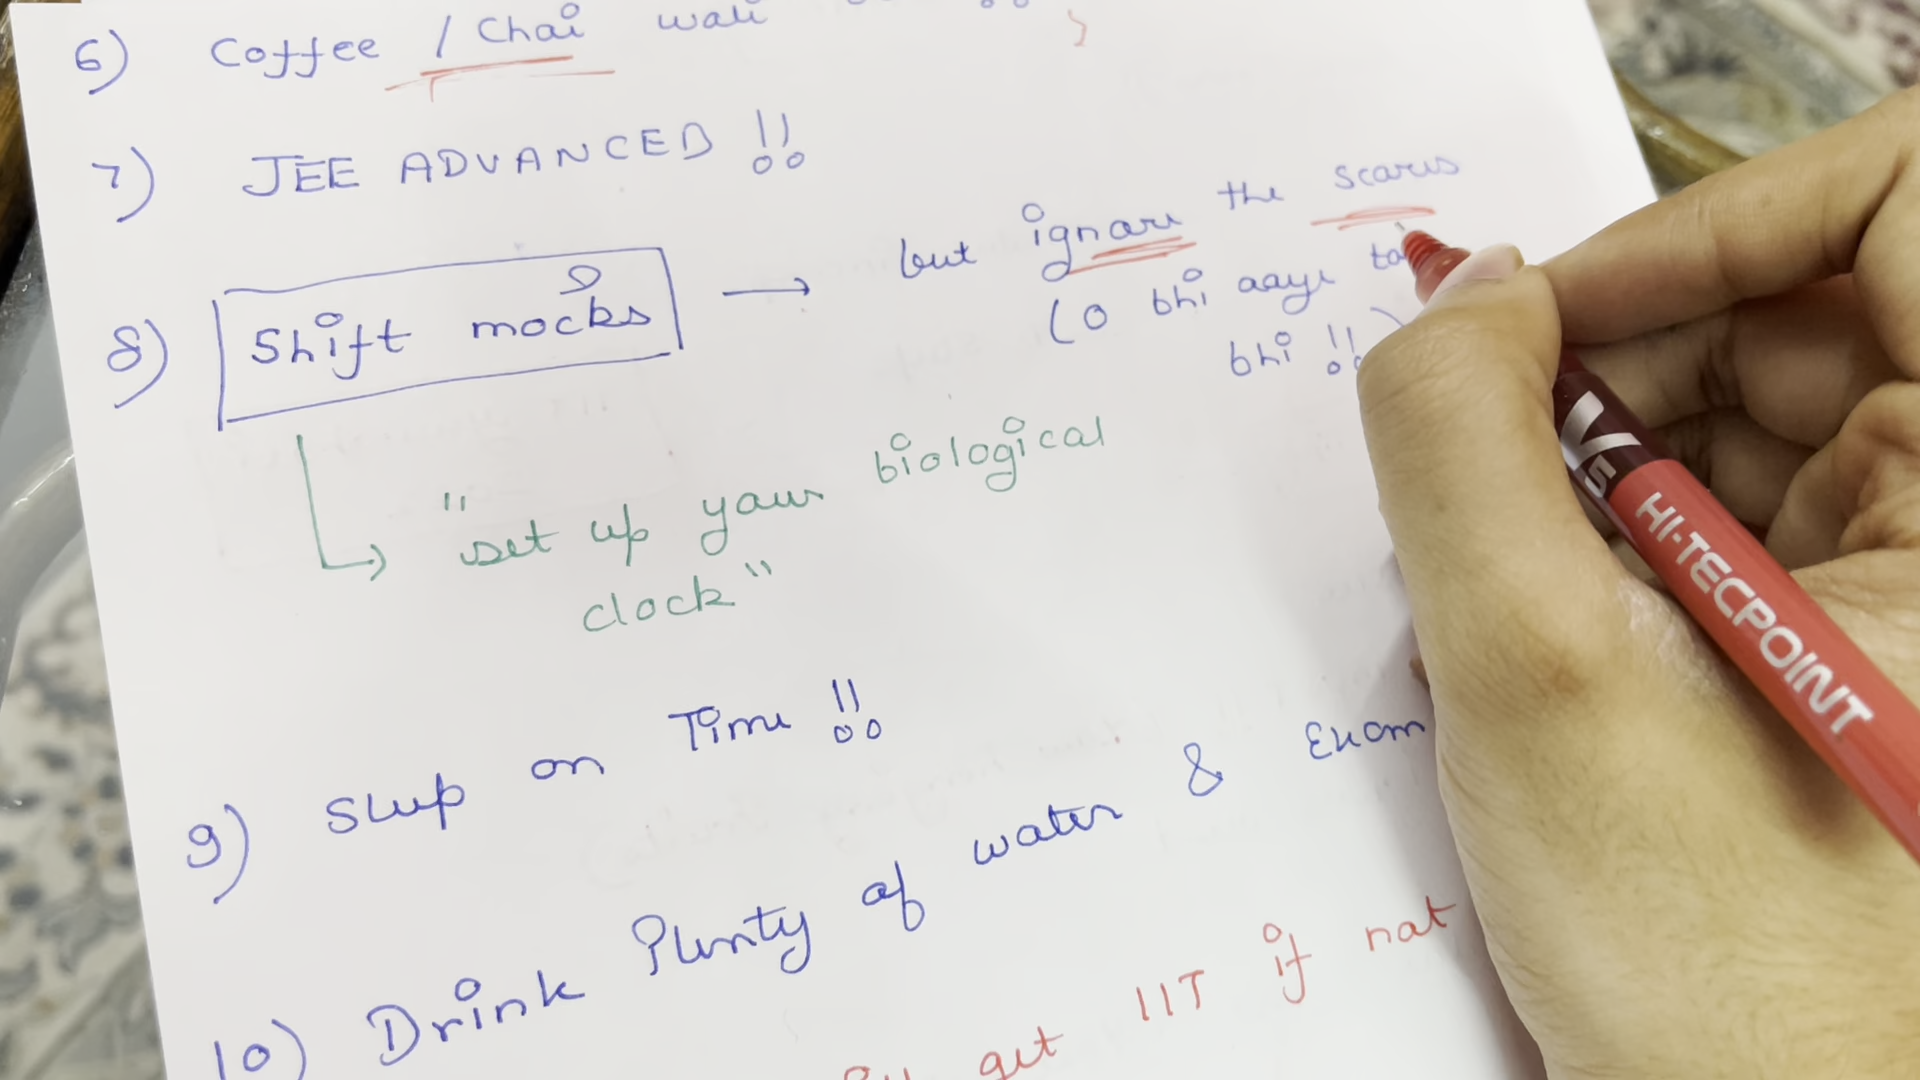 6) Coffee / Chai wali
7) JEE ADVANCED !!
8) Shift mocks → but ignore the scores
(0 bhi aaye to
bhi !!)
"set up your biological
clock"
9) Sleep on Time !!
10) Drink Plenty of water & Exam
get IIT if not
V5 HI-TECPOINT